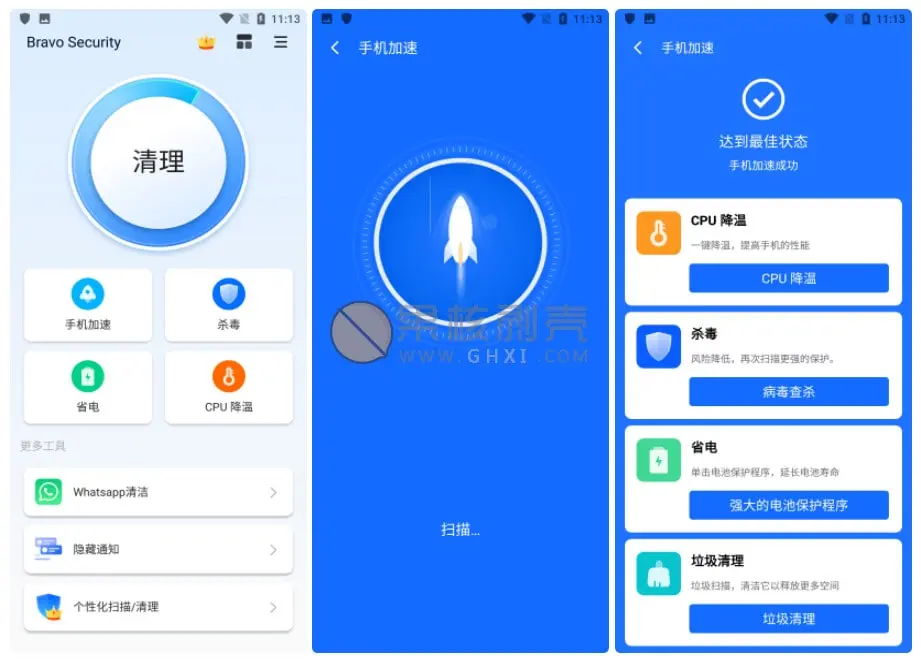 11:13
Bravo Security
清理
手机加速
杀毒
省电
CPU 降温
更多工具
Whatsapp清洁
隐藏通知
个性化扫描/清理
11:13
手机加速
扫描...
果核剥壳
WWW.GHXI.COM
11:13
手机加速
达到最佳状态
手机加速成功
CPU 降温
一键降温，提高手机的性能
CPU 降温
杀毒
风险降低，再次扫描更强的保护。
病毒查杀
省电
单击电池保护程序，延长电池寿命
强大的电池保护程序
垃圾清理
垃圾扫描，清洁它以释放更多空间
垃圾清理